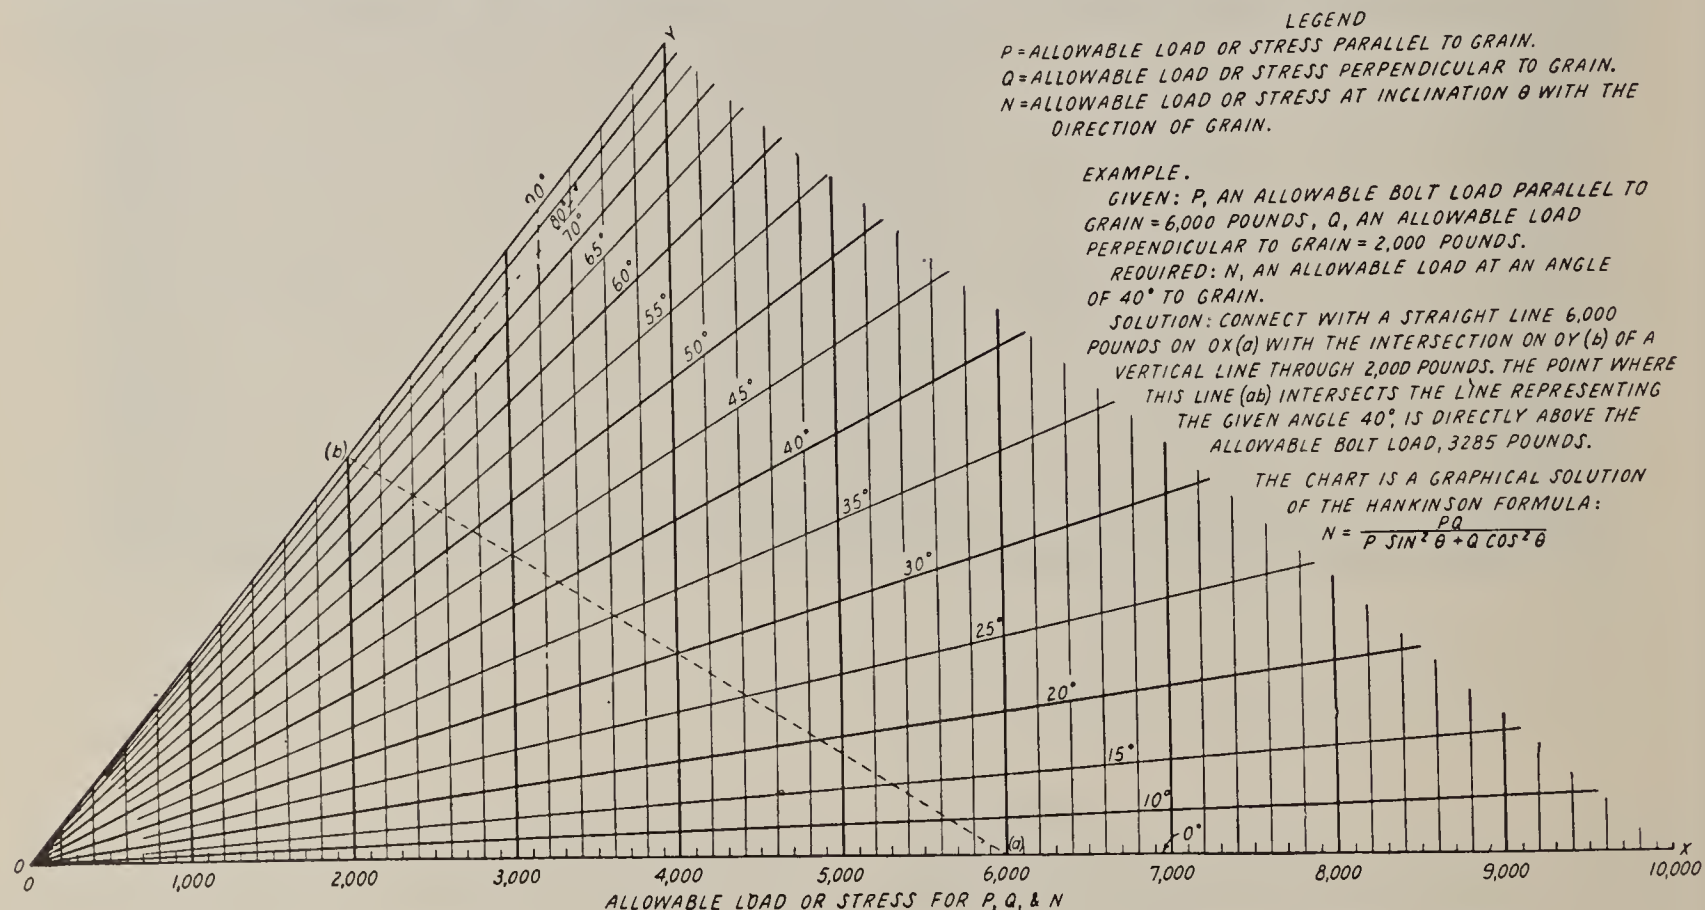 LEGEND
P=ALLOWABLE LOAD OR STRESS PARALLEL TO GRAIN.
Q=ALLOWABLE LOAD OR STRESS PERPENDICULAR TO GRAIN.
N=ALLOWABLE LOAD OR STRESS AT INCLINATION θ WITH THE
DIRECTION OF GRAIN.
EXAMPLE.
GIVEN: P, AN ALLOWABLE BOLT LOAD PARALLEL TO
GRAIN = 6,000 POUNDS, Q, AN ALLOWABLE LOAD
PERPENDICULAR TO GRAIN = 2,000 POUNDS.
REQUIRED: N, AN ALLOWABLE LOAD AT AN ANGLE
OF 40° TO GRAIN.
SOLUTION: CONNECT WITH A STRAIGHT LINE 6,000
POUNDS ON OX(a) WITH THE INTERSECTION ON OY(b) OF A
VERTICAL LINE THROUGH 2,000 POUNDS. THE POINT WHERE
THIS LINE (ab) INTERSECTS THE LINE REPRESENTING
THE GIVEN ANGLE 40°, IS DIRECTLY ABOVE THE
ALLOWABLE BOLT LOAD, 3285 POUNDS.
THE CHART IS A GRAPHICAL SOLUTION
OF THE HANKINSON FORMULA:
N = PQ / P SIN² θ + Q COS² θ
Y
90°
80°
70°
65°
60°
55°
50°
45°
40°
35°
30°
25°
20°
15°
10°
0°
(b)
(a)
O
X
0 1,000 2,000 3,000 4,000 5,000 6,000 7,000 8,000 9,000 10,000
ALLOWABLE LOAD OR STRESS FOR P, Q, & N